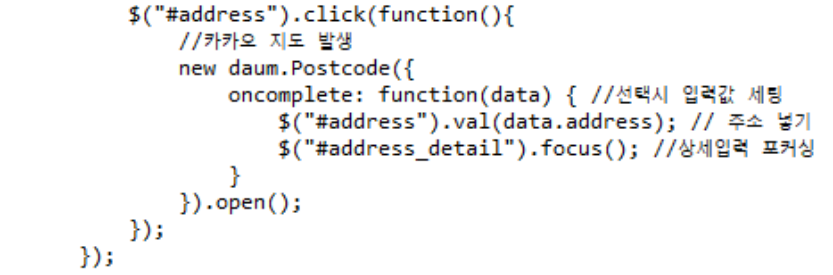 $("#address").click(function(){
//카카오 지도 발생
new daum.Postcode({
oncomplete: function(data) { //선택시 입력값 세팅
$("#address").val(data.address); // 주소 넣기
$("#address_detail").focus(); //상세입력 포커싱
}
}).open();
});
});